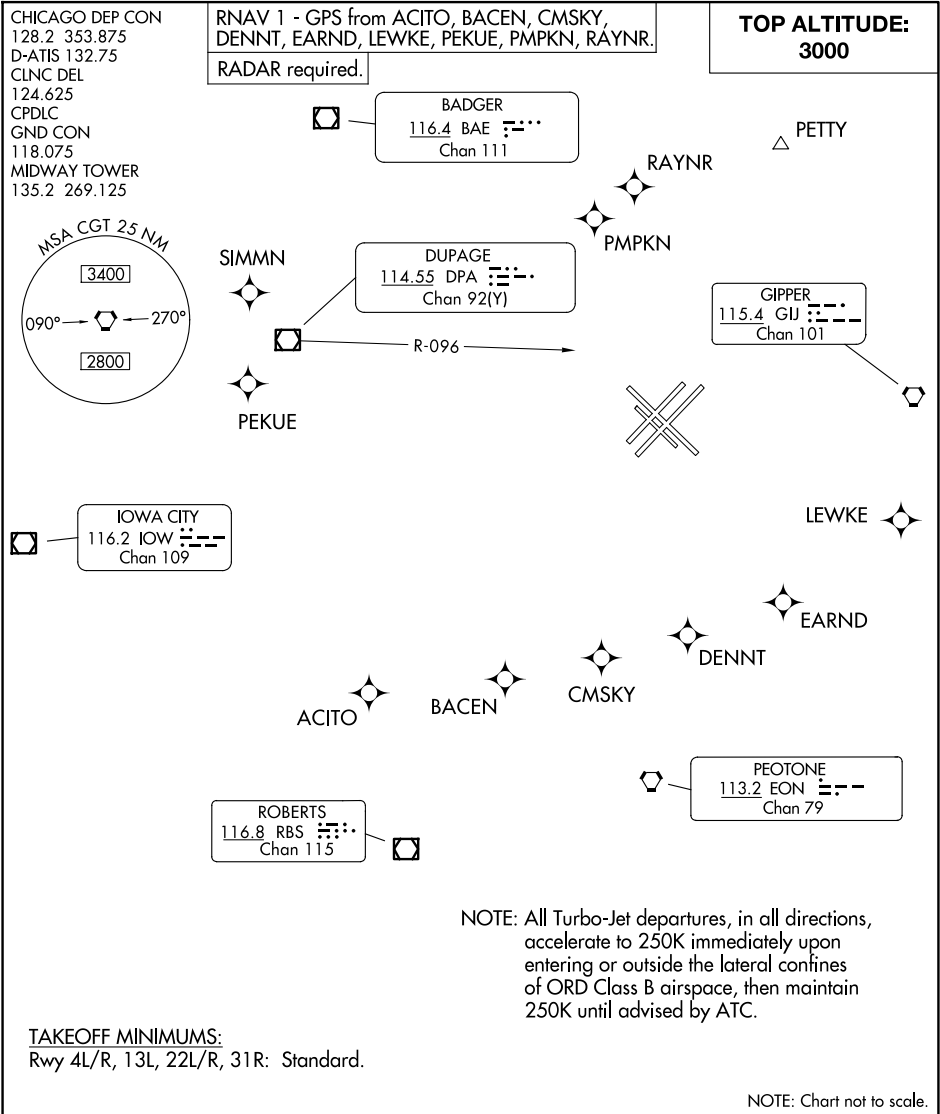 CHICAGO DEP CON
128.2 353.875
D-ATIS 132.75
CLNC DEL
124.625
CPDLC
GND CON
118.075
MIDWAY TOWER
135.2 269.125
RNAV 1 - GPS from ACITO, BACEN, CMSKY,
DENNT, EARND, LEWKE, PEKUE, PMPKN, RAYNR.
RADAR required.
TOP ALTITUDE:
3000
BADGER
116.4 BAE
Chan 111
PETTY
RAYNR
PMPKN
MSA CGT 25 NM
3400
090°
270°
2800
SIMMN
DUPAGE
114.55 DPA
Chan 92(Y)
R-096
GIPPER
115.4 GIJ
Chan 101
PEKUE
IOWA CITY
116.2 IOW
Chan 109
LEWKE
EARND
DENNT
CMSKY
BACEN
ACITO
PEOTONE
113.2 EON
Chan 79
ROBERTS
116.8 RBS
Chan 115
NOTE: All Turbo-Jet departures, in all directions,
accelerate to 250K immediately upon
entering or outside the lateral confines
of ORD Class B airspace, then maintain
250K until advised by ATC.
TAKEOFF MINIMUMS:
Rwy 4L/R, 13L, 22L/R, 31R: Standard.
NOTE: Chart not to scale.